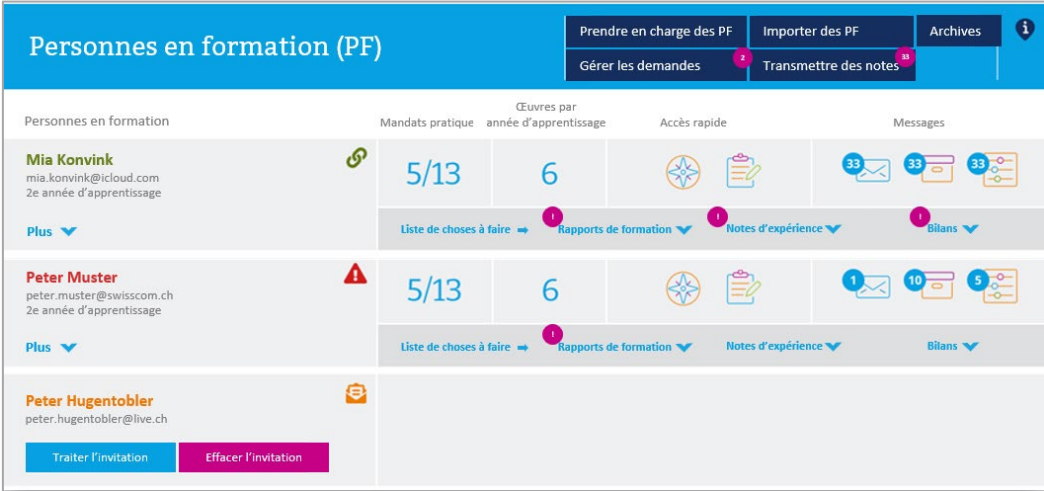 Personnes en formation (PF)
Prendre en charge des PF
Importer des PF
Archives
i
Gérer les demandes
2
Transmettre des notes
33
Personnes en formation
Mandats pratique
Œuvres par
année d'apprentissage
Accès rapide
Messages
Mia Konvink
mia.konvink@icloud.com
2e année d'apprentissage
5/13
6
33
33
33
Plus
Liste de choses à faire
!
Rapports de formation
!
Notes d'expérience
!
Bilans
Peter Muster
peter.muster@swisscom.ch
2e année d'apprentissage
5/13
6
1
10
5
Plus
Liste de choses à faire
!
Rapports de formation
Notes d'expérience
Bilans
Peter Hugentobler
peter.hugentobler@live.ch
Traiter l'invitation
Effacer l'invitation